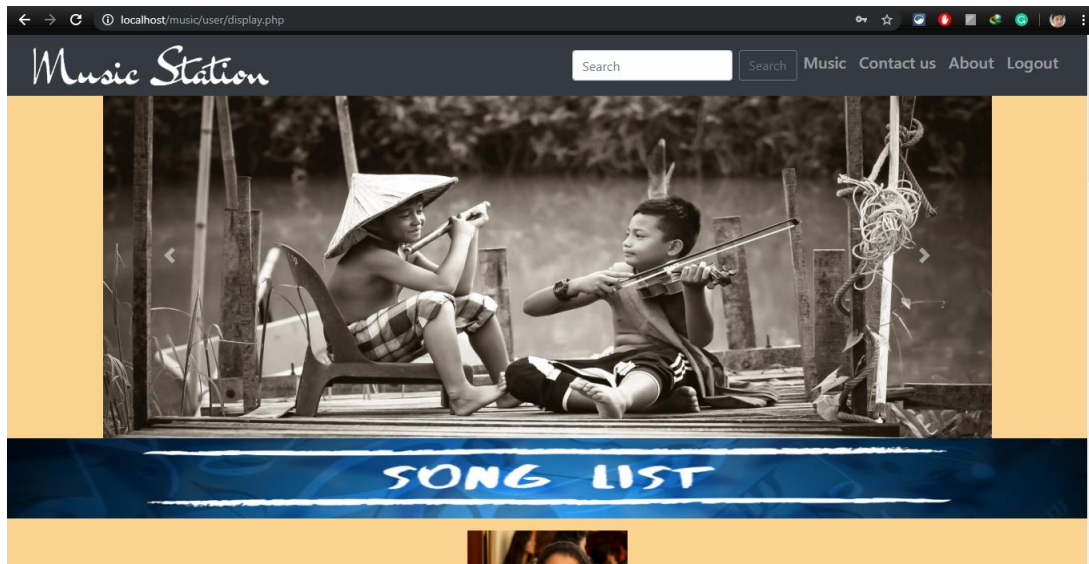 localhost/music/user/display.php
Music Station
Search
Search
Music Contact us About Logout
SONG LIST